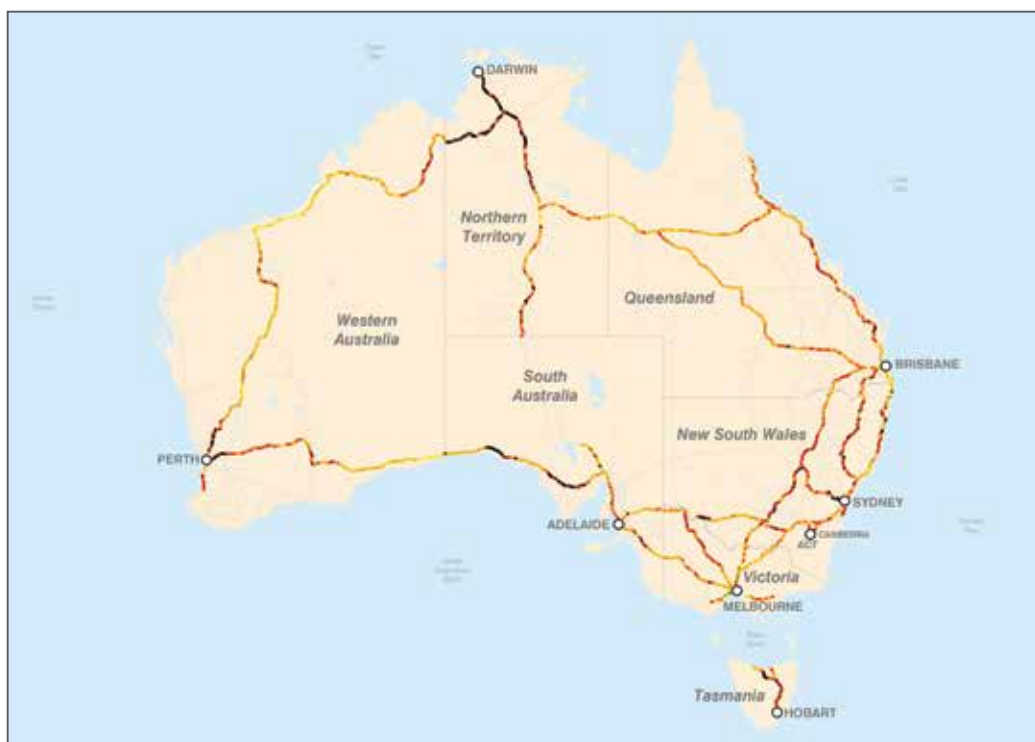 DARWIN
Northern
Territory
Queensland
Western
Australia
South
Australia
BRISBANE
New South Wales
PERTH
SYDNEY
ADELAIDE
CANBERRA
ACT
Victoria
MELBOURNE
Tasmania
HOBART